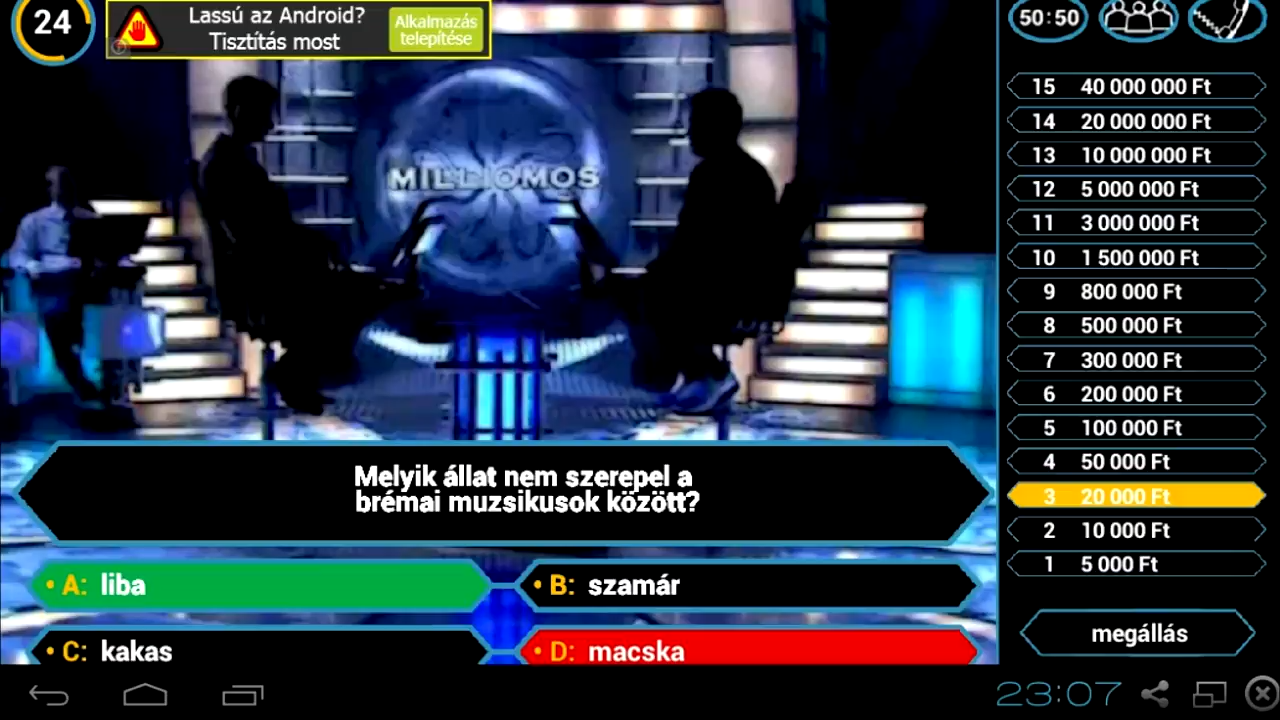 24
Lassú az Android?
Tisztítás most
Alkalmazás
telepítése
50:50
MILLIOMOS
15 40 000 000 Ft
14 20 000 000 Ft
13 10 000 000 Ft
12 5 000 000 Ft
11 3 000 000 Ft
10 1 500 000 Ft
9 800 000 Ft
8 500 000 Ft
7 300 000 Ft
6 200 000 Ft
5 100 000 Ft
4 50 000 Ft
3 20 000 Ft
2 10 000 Ft
1 5 000 Ft
megállás
Melyik állat nem szerepel a
brémai muzsikusok között?
• A: liba
• B: szamár
• C: kakas
• D: macska
23:07